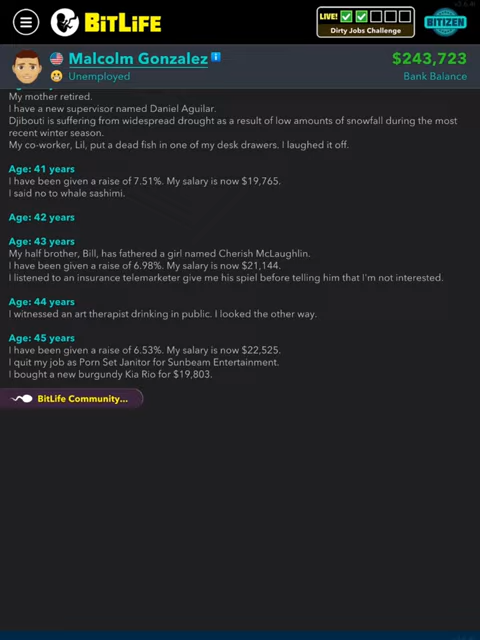 LIVE!
Dirty Jobs Challenge
BITLIFE
BITIZEN
Malcolm Gonzalez
$243,723
Unemployed
Bank Balance
My mother retired.
I have a new supervisor named Daniel Aguilar.
Djibouti is suffering from widespread drought as a result of low amounts of snowfall during the most
recent winter season.
My co-worker, Lil, put a dead fish in one of my desk drawers. I laughed it off.
Age: 41 years
I have been given a raise of 7.51%. My salary is now $19,765.
I said no to whale sashimi.
Age: 42 years
Age: 43 years
My half brother, Bill, has fathered a girl named Cherish McLaughlin.
I have been given a raise of 6.98%. My salary is now $21,144.
I listened to an insurance telemarketer give me his spiel before telling him that I'm not interested.
Age: 44 years
I witnessed an art therapist drinking in public. I looked the other way.
Age: 45 years
I have been given a raise of 6.53%. My salary is now $22,525.
I quit my job as Porn Set Janitor for Sunbeam Entertainment.
I bought a new burgundy Kia Rio for $19,803.
BitLife Community...